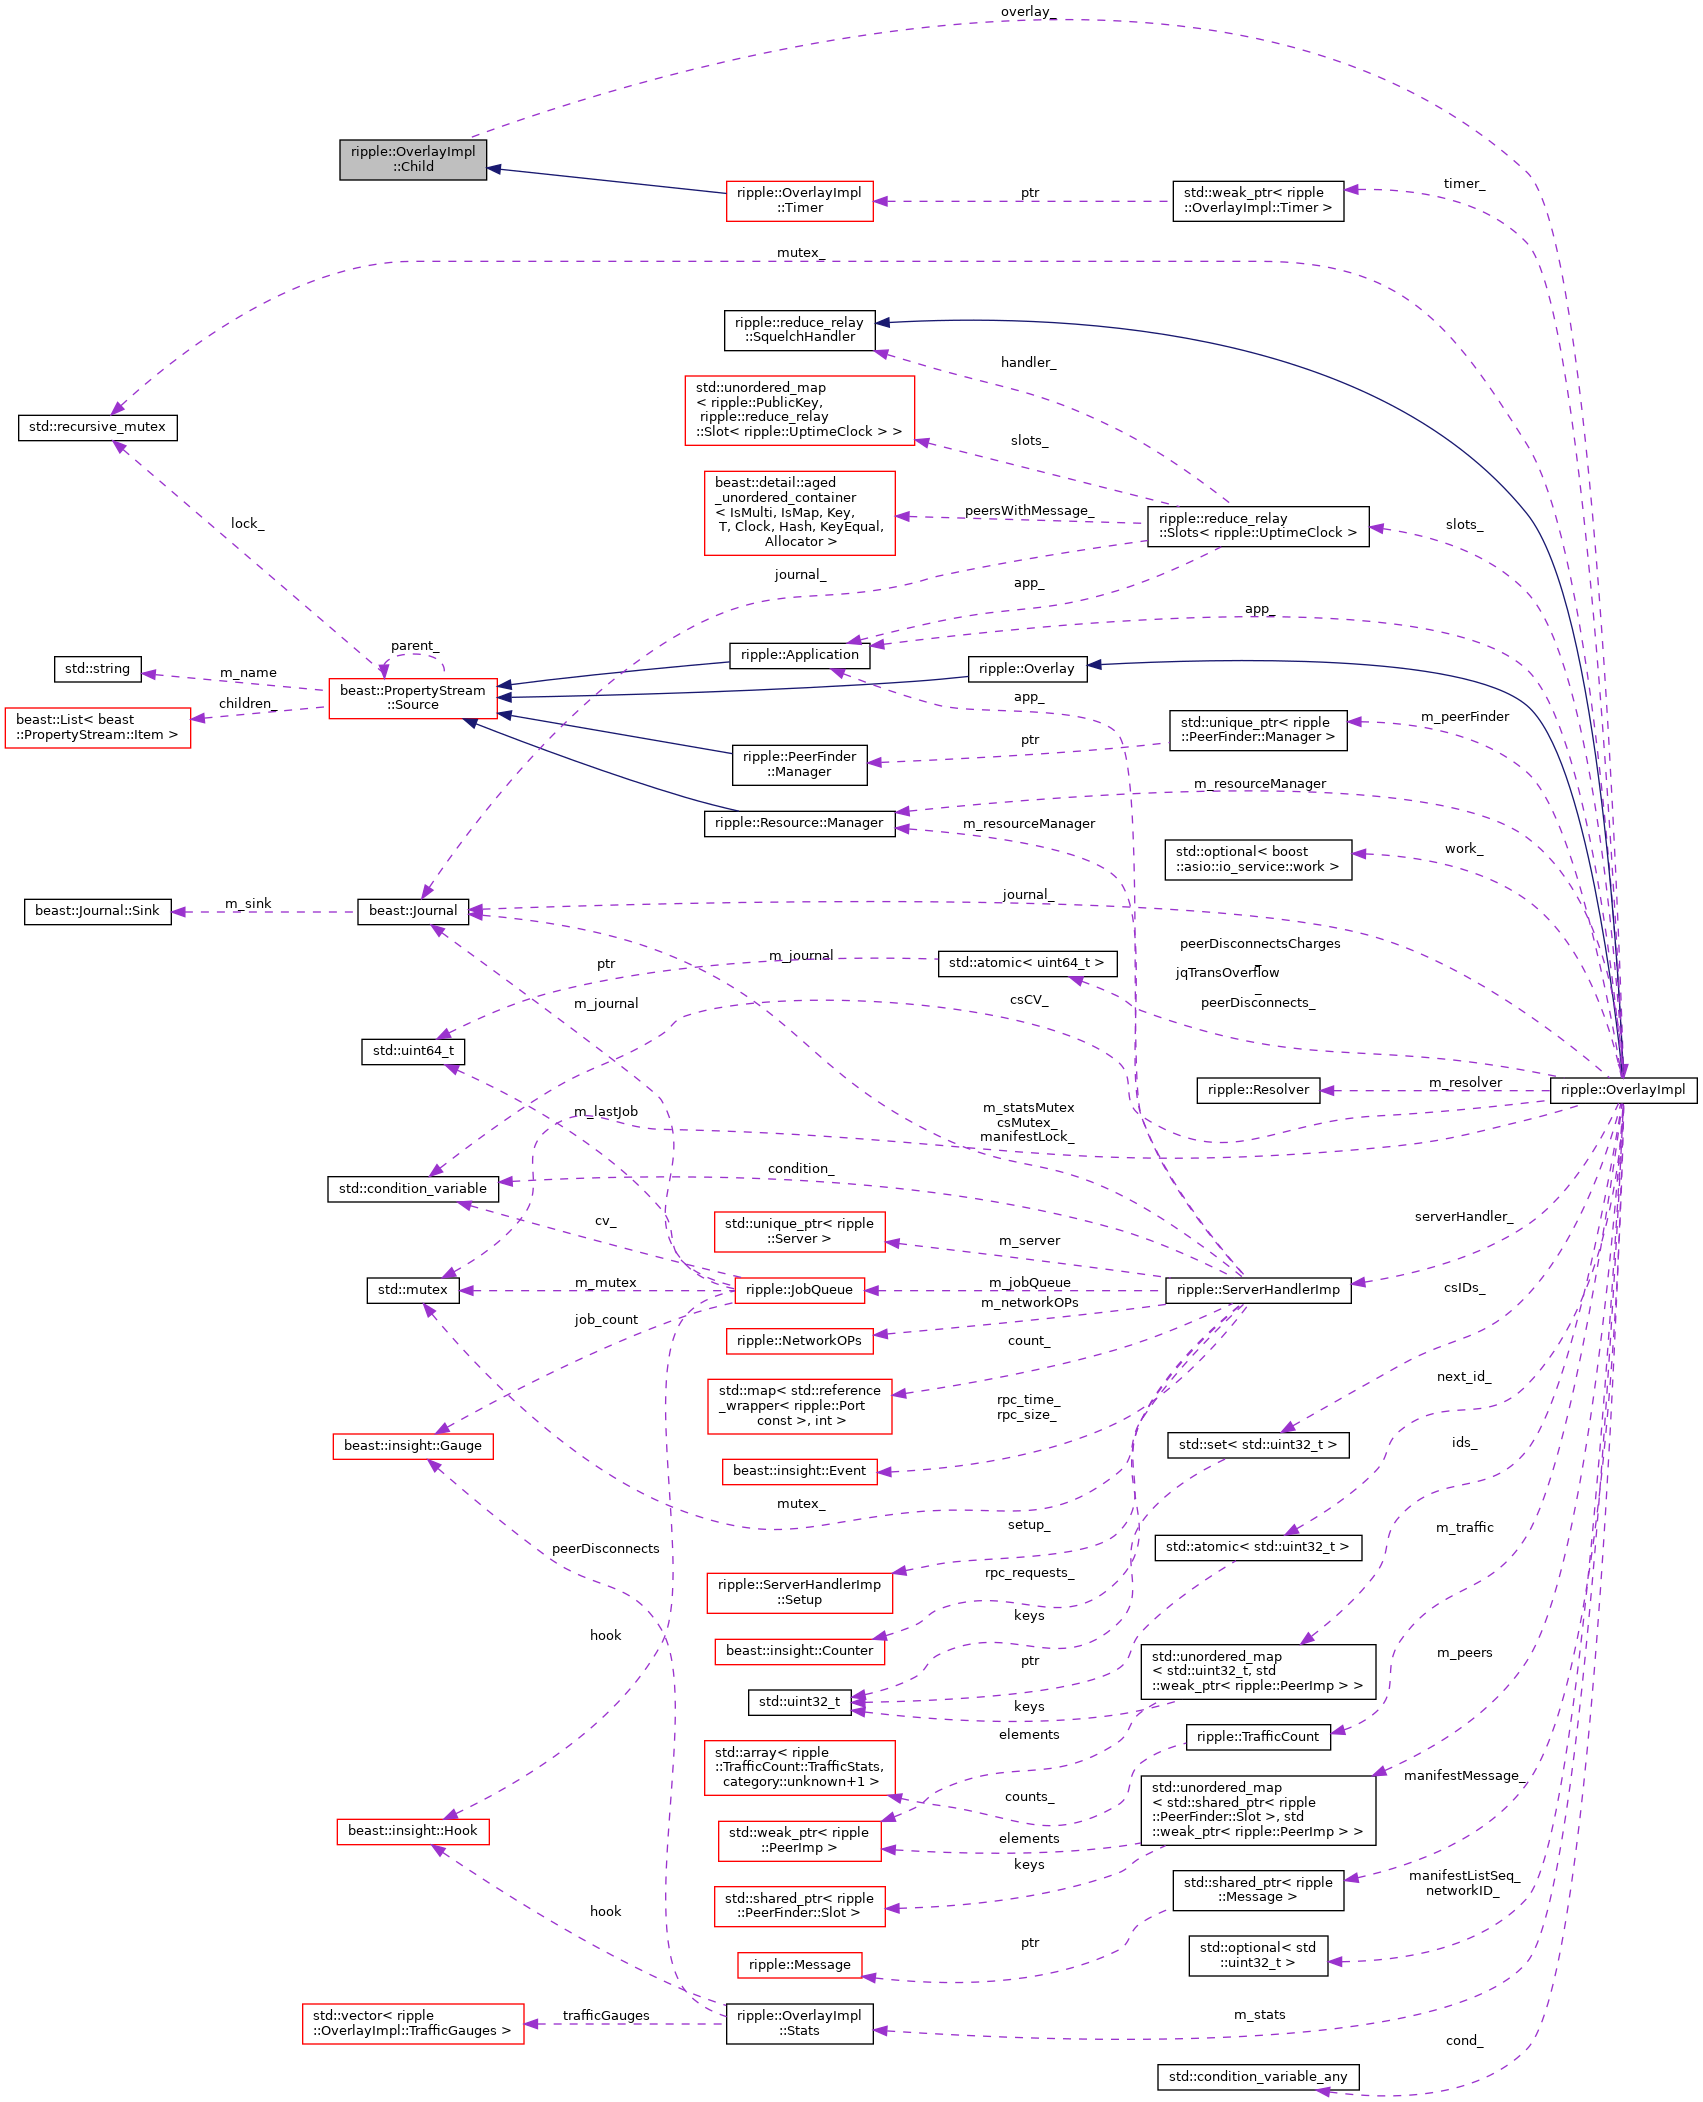 overlay_
ripple::OverlayImpl
::Child
ripple::OverlayImpl
::Timer
ptr
std::weak_ptr< ripple
::OverlayImpl::Timer >
timer_
mutex_
ripple::reduce_relay
::SquelchHandler
handler_
std::unordered_map
< ripple::PublicKey,
ripple::reduce_relay
::Slot< ripple::UptimeClock > >
slots_
std::recursive_mutex
beast::detail::aged
_unordered_container
< IsMulti, IsMap, Key,
T, Clock, Hash, KeyEqual,
Allocator >
peersWithMessage_
ripple::reduce_relay
::Slots< ripple::UptimeClock >
slots_
lock_
journal_
app_
app_
parent_
ripple::Application
ripple::Overlay
std::string
m_name
beast::PropertyStream
::Source
children_
beast::List< beast
::PropertyStream::Item >
app_
std::unique_ptr< ripple
::PeerFinder::Manager >
m_peerFinder
ptr
ripple::PeerFinder
::Manager
m_resourceManager
ripple::Resource::Manager
m_resourceManager
std::optional< boost
::asio::io_service::work >
work_
beast::Journal::Sink
m_sink
beast::Journal
journal_
peerDisconnectsCharges
_
jqTransOverflow
_
peerDisconnects_
m_journal
ptr
std::atomic< uint64_t >
m_journal
csCV_
std::uint64_t
ripple::Resolver
m_resolver
ripple::OverlayImpl
m_lastJob
m_statsMutex
csMutex_
manifestLock_
condition_
std::condition_variable
cv_
std::unique_ptr< ripple
::Server >
m_server
serverHandler_
std::mutex
m_mutex
ripple::JobQueue
m_jobQueue
ripple::ServerHandlerImp
csIDs_
m_networkOPs
job_count
ripple::NetworkOPs
count_
std::map< std::reference
_wrapper< ripple::Port
const >, int >
next_id_
rpc_time_
rpc_size_
beast::insight::Gauge
std::set< std::uint32_t >
ids_
beast::insight::Event
mutex_
setup_
m_traffic
peerDisconnects
std::atomic< std::uint32_t >
rpc_requests_
ripple::ServerHandlerImp
::Setup
keys
hook
beast::insight::Counter
ptr
std::unordered_map
< std::uint32_t, std
::weak_ptr< ripple::PeerImp > >
m_peers
std::uint32_t
keys
elements
ripple::TrafficCount
std::array< ripple
::TrafficCount::TrafficStats,
category::unknown+1 >
counts_
manifestMessage_
std::unordered_map
< std::shared_ptr< ripple
::PeerFinder::Slot >, std
::weak_ptr< ripple::PeerImp > >
beast::insight::Hook
std::weak_ptr< ripple
::PeerImp >
elements
keys
std::shared_ptr< ripple
::PeerFinder::Slot >
std::shared_ptr< ripple
::Message >
manifestListSeq_
networkID_
hook
ptr
std::optional< std
::uint32_t >
ripple::Message
std::vector< ripple
::OverlayImpl::TrafficGauges >
trafficGauges
ripple::OverlayImpl
::Stats
m_stats
cond_
std::condition_variable_any